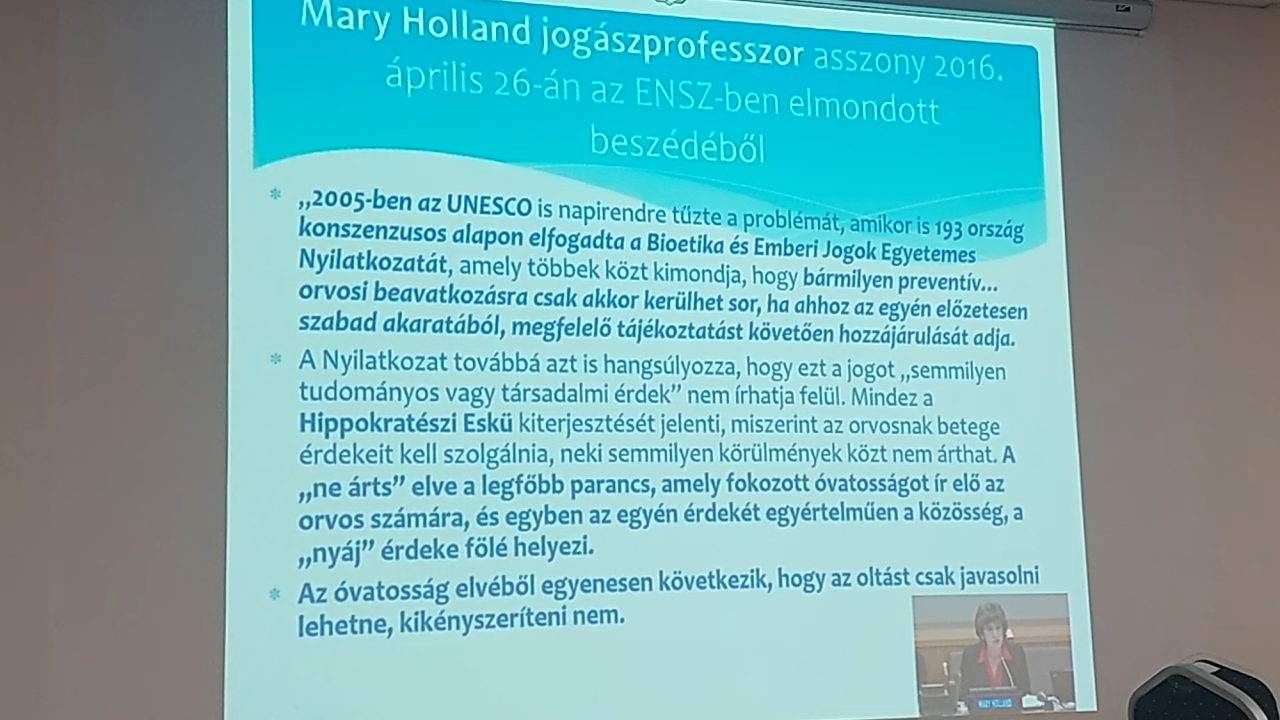 Mary Holland jogászprofesszor asszony 2016.
április 26-án az ENSZ-ben elmondott
beszédéből
„2005-ben az UNESCO is napirendre tűzte a problémát, amikor is 193 ország
konszenzusos alapon elfogadta a Bioetika és Emberi Jogok Egyetemes
Nyilatkozatát, amely többek közt kimondja, hogy bármilyen preventív...
orvosi beavatkozásra csak akkor kerülhet sor, ha ahhoz az egyén előzetesen
szabad akaratából, megfelelő tájékoztatást követően hozzájárulását adja.
A Nyilatkozat továbbá azt is hangsúlyozza, hogy ezt a jogot „semmilyen
tudományos vagy társadalmi érdek” nem írhatja felül. Mindez a
Hippokratészi Eskü kiterjesztését jelenti, miszerint az orvosnak betege
érdekeit kell szolgálnia, neki semmilyen körülmények közt nem árthat. A
„ne árts” elve a legfőbb parancs, amely fokozott óvatosságot ír elő az
orvos számára, és egyben az egyén érdekét egyértelműen a közösség, a
„nyáj” érdeke fölé helyezi.
Az óvatosság elvéből egyenesen következik, hogy az oltást csak javasolni
lehetne, kikényszeríteni nem.
MARY HOLLAND